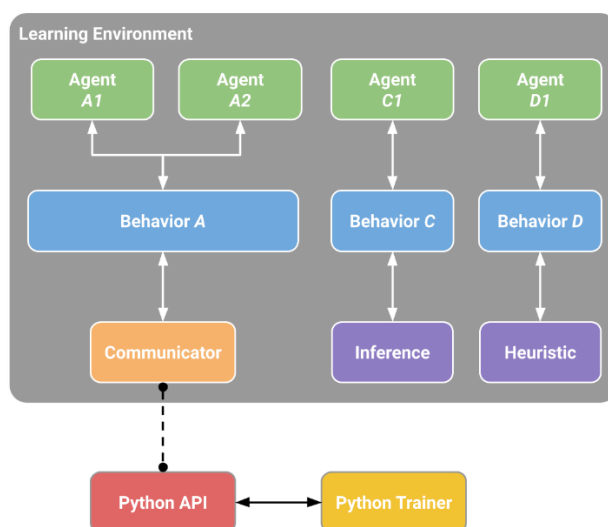 Learning Environment
Agent
A1
Agent
A2
Agent
C1
Agent
D1
Behavior A
Behavior C
Behavior D
Communicator
Inference
Heuristic
Python API
Python Trainer